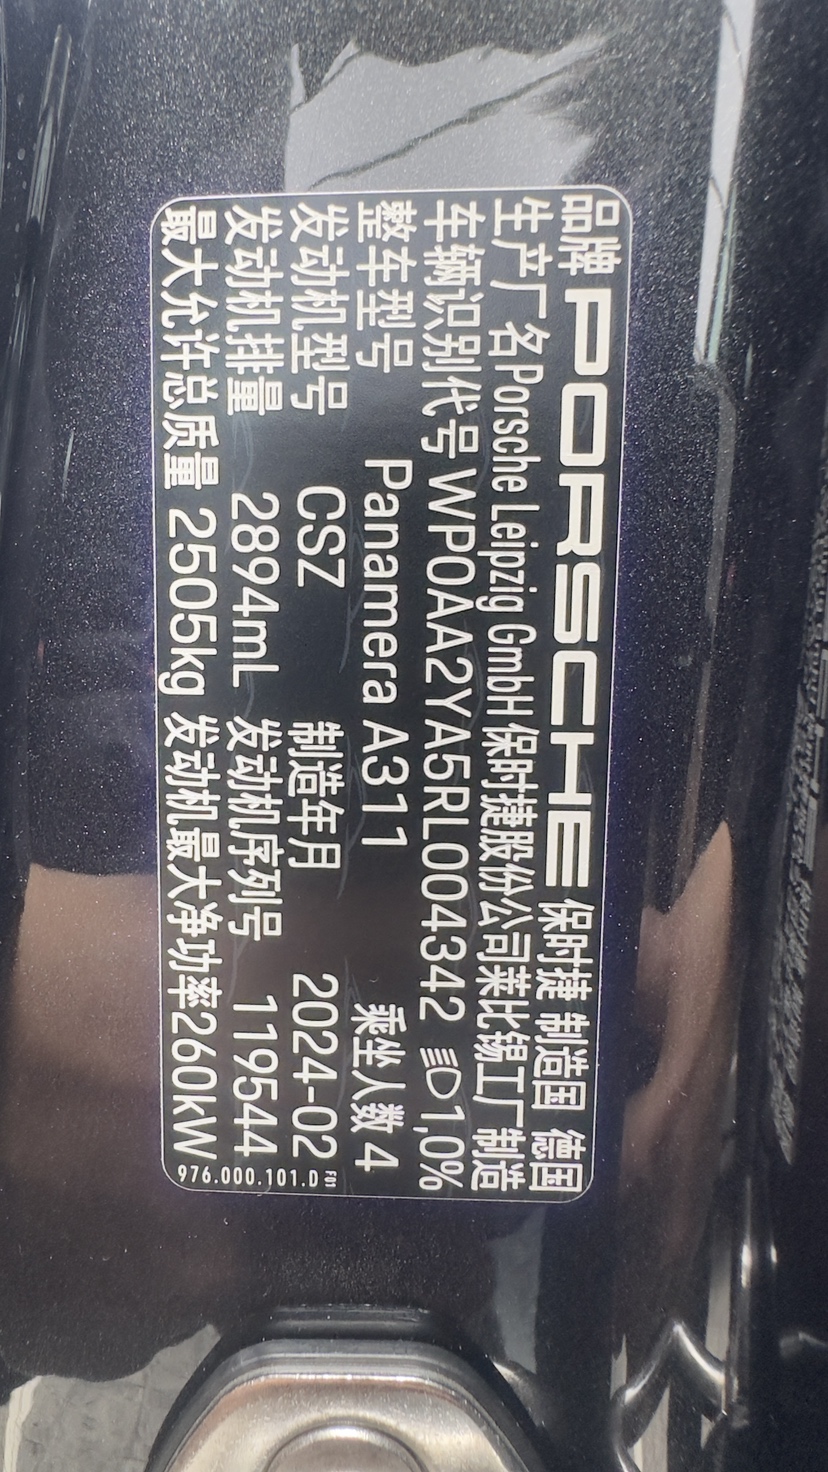 品牌 PORSCHE 保时捷 制造国 德国
生产厂名Porsche Leipzig GmbH 保时捷股份公司莱比锡工厂制造
车辆识别代号 WP0AA2YA5RL004342 1,0%
整车型号 Panamera A311 乘坐人数 4
发动机型号 CSZ 制造年月 2024-02
发动机排量 2894mL 发动机序列号 119544
最大允许总质量 2505kg 发动机最大净功率260kW
976.000.101.D F01